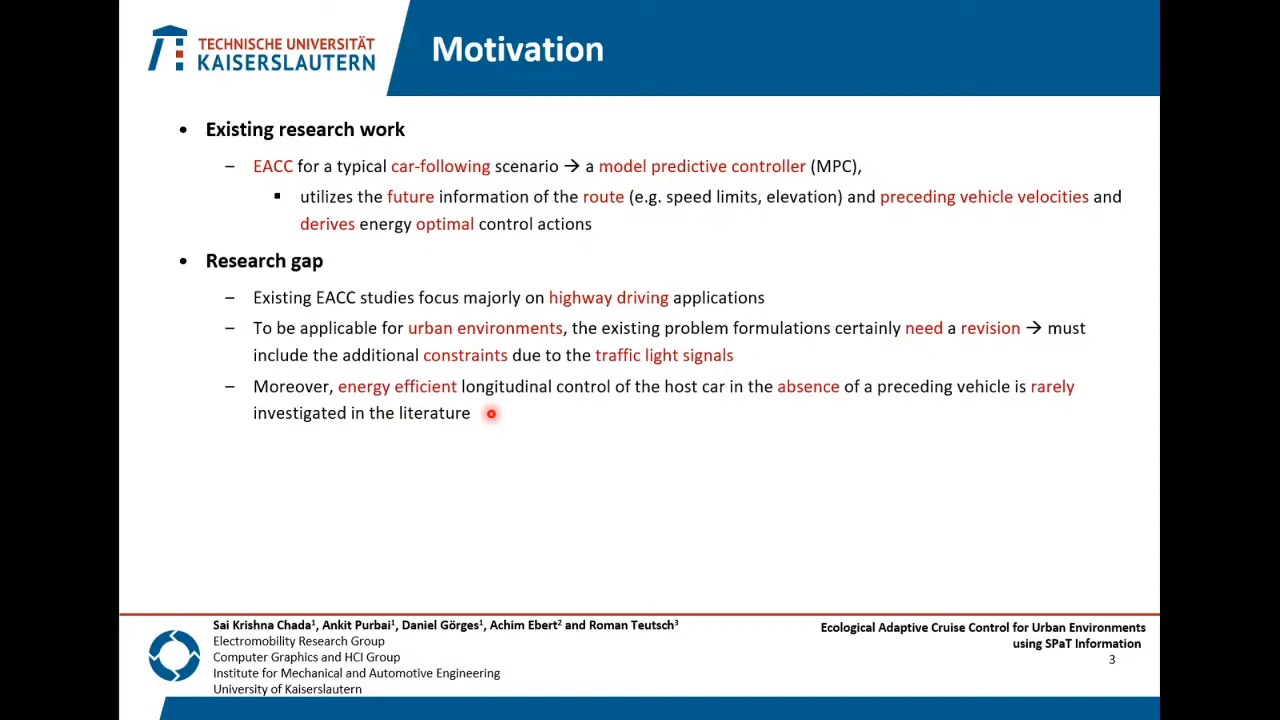 TECHNISCHE UNIVERSITÄT
KAISERSLAUTERN
Motivation
• Existing research work
– EACC for a typical car-following scenario → a model predictive controller (MPC),
▪ utilizes the future information of the route (e.g. speed limits, elevation) and preceding vehicle velocities and
derives energy optimal control actions
• Research gap
– Existing EACC studies focus majorly on highway driving applications
– To be applicable for urban environments, the existing problem formulations certainly need a revision → must
include the additional constraints due to the traffic light signals
– Moreover, energy efficient longitudinal control of the host car in the absence of a preceding vehicle is rarely
investigated in the literature
Sai Krishna Chada¹, Ankit Purbai¹, Daniel Görges¹, Achim Ebert² and Roman Teutsch³
Electromobility Research Group
Computer Graphics and HCI Group
Institute for Mechanical and Automotive Engineering
University of Kaiserslautern
Ecological Adaptive Cruise Control for Urban Environments
using SPaT Information
3